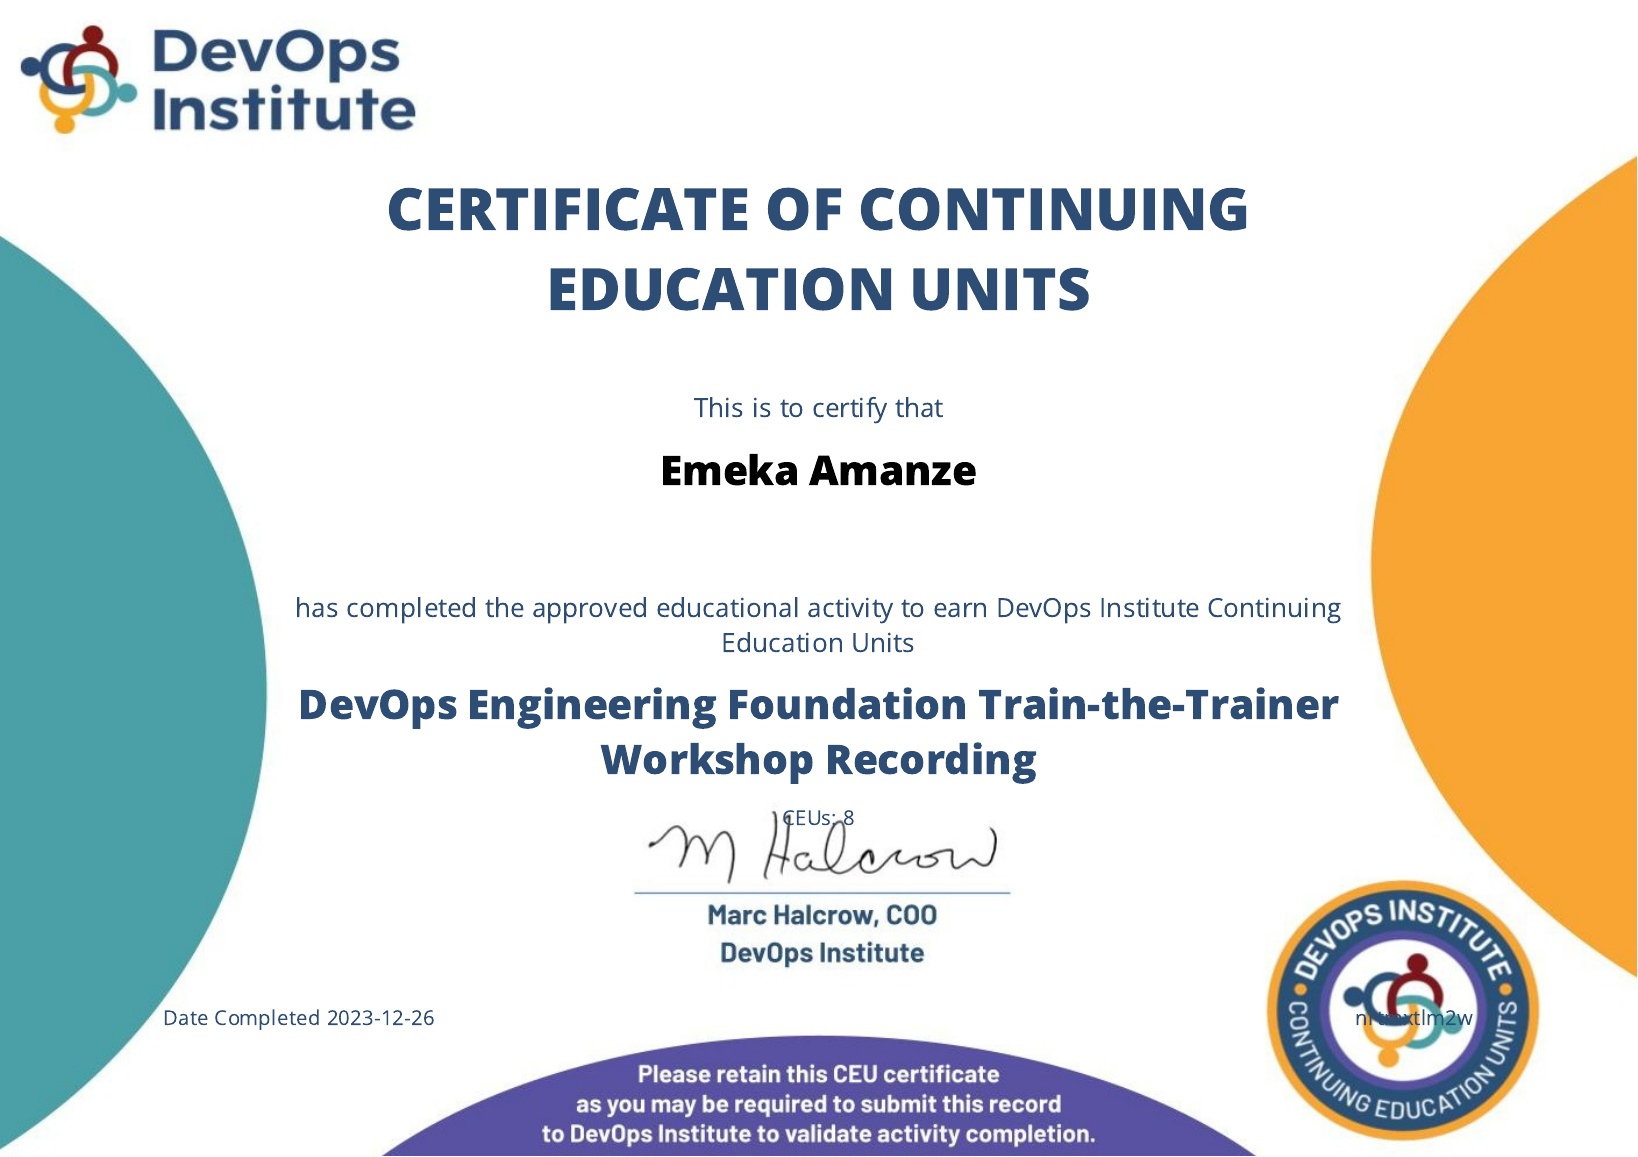 DevOps
Institute
CERTIFICATE OF CONTINUING
EDUCATION UNITS
This is to certify that
Emeka Amanze
has completed the approved educational activity to earn DevOps Institute Continuing
Education Units
DevOps Engineering Foundation Train-the-Trainer
Workshop Recording
CEUs: 8
M Halcrow
Marc Halcrow, COO
DevOps Institute
DEVOPS INSTITUTE
CONTINUING EDUCATION UNITS
Date Completed 2023-12-26
Please retain this CEU certificate
as you may be required to submit this record
to DevOps Institute to validate activity completion.